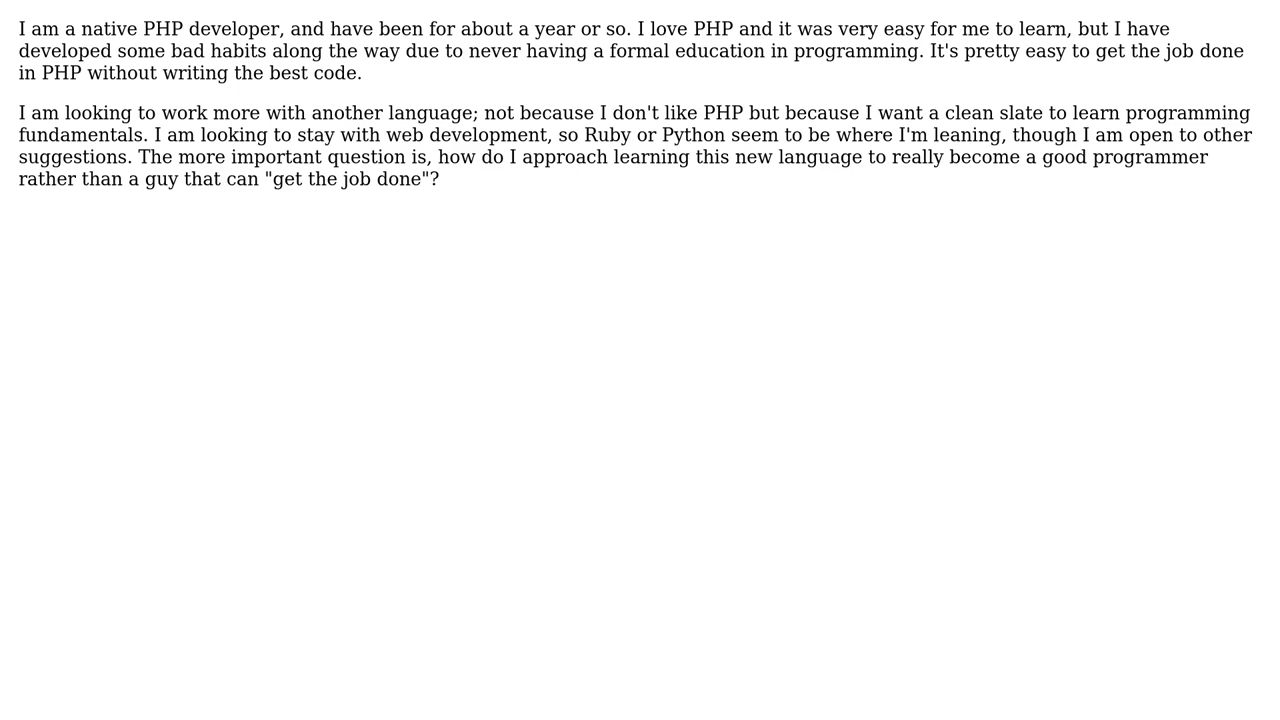 I am a native PHP developer, and have been for about a year or so. I love PHP and it was very easy for me to learn, but I have
developed some bad habits along the way due to never having a formal education in programming. It's pretty easy to get the job done
in PHP without writing the best code.
I am looking to work more with another language; not because I don't like PHP but because I want a clean slate to learn programming
fundamentals. I am looking to stay with web development, so Ruby or Python seem to be where I'm leaning, though I am open to other
suggestions. The more important question is, how do I approach learning this new language to really become a good programmer
rather than a guy that can "get the job done"?